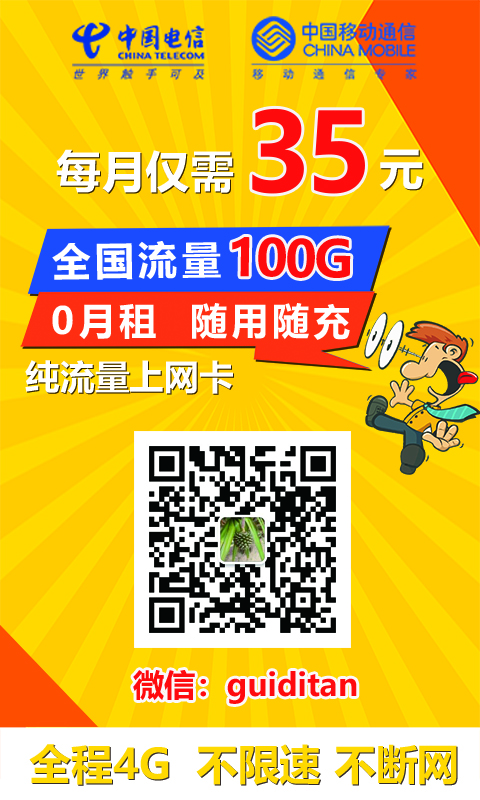 中国电信
CHINA TELECOM
世界触手可及
中国移动通信
CHINA MOBILE
移动通信专家
每月仅需35元
全国流量100G
0月租 随用随充
纯流量上网卡
微信：guiditan
全程4G 不限速 不断网